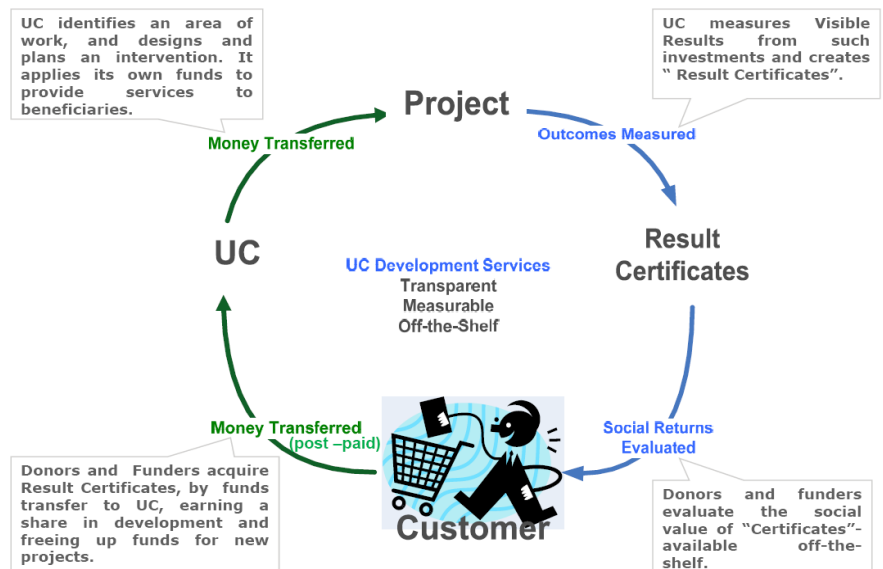 UC identifies an area of
work, and designs and
plans an intervention. It
applies its own funds to
provide services to
beneficiaries.
UC measures Visible
Results from such
investments and creates
“ Result Certificates”.
Project
Money Transferred
Outcomes Measured
UC
Result
Certificates
UC Development Services
Transparent
Measurable
Off-the-Shelf
Money Transferred
(post –paid)
Social Returns
Evaluated
Customer
Donors and Funders acquire
Result Certificates, by funds
transfer to UC, earning a
share in development and
freeing up funds for new
projects.
Donors and funders
evaluate the social
value of “Certificates”-
available off-the-
shelf.